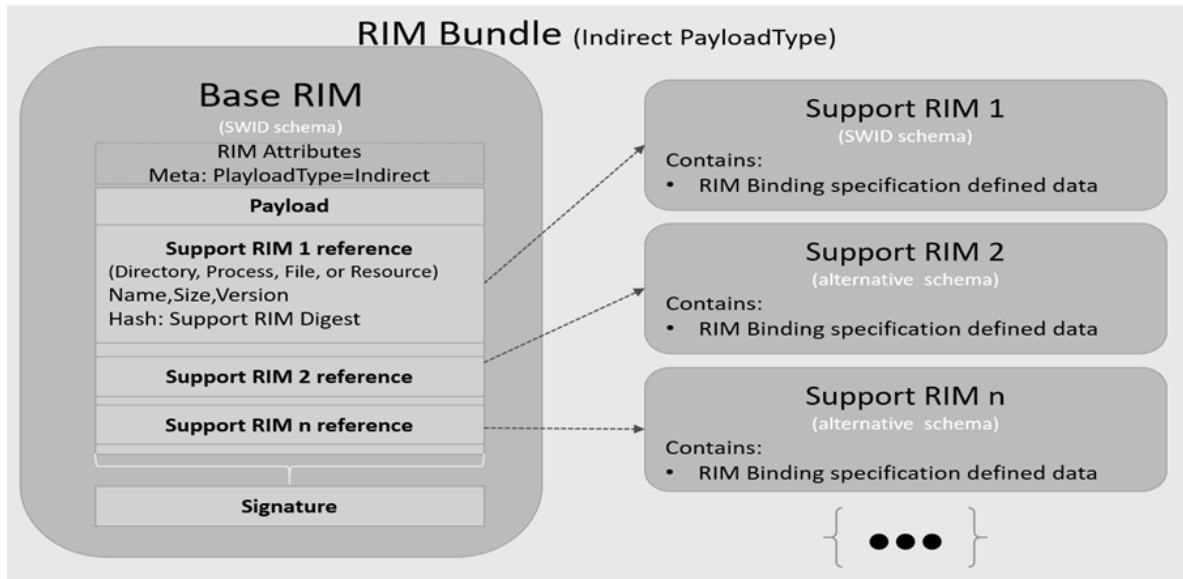 RIM Bundle (Indirect PayloadType)
Base RIM
(SWID schema)
RIM Attributes
Meta: PlayloadType=Indirect
Payload
Support RIM 1 reference
(Directory, Process, File, or Resource)
Name,Size,Version
Hash: Support RIM Digest
Support RIM 2 reference
Support RIM n reference
Signature
Support RIM 1
(SWID schema)
Contains:
• RIM Binding specification defined data
Support RIM 2
(alternative schema)
Contains:
• RIM Binding specification defined data
Support RIM n
(alternative schema)
Contains:
• RIM Binding specification defined data